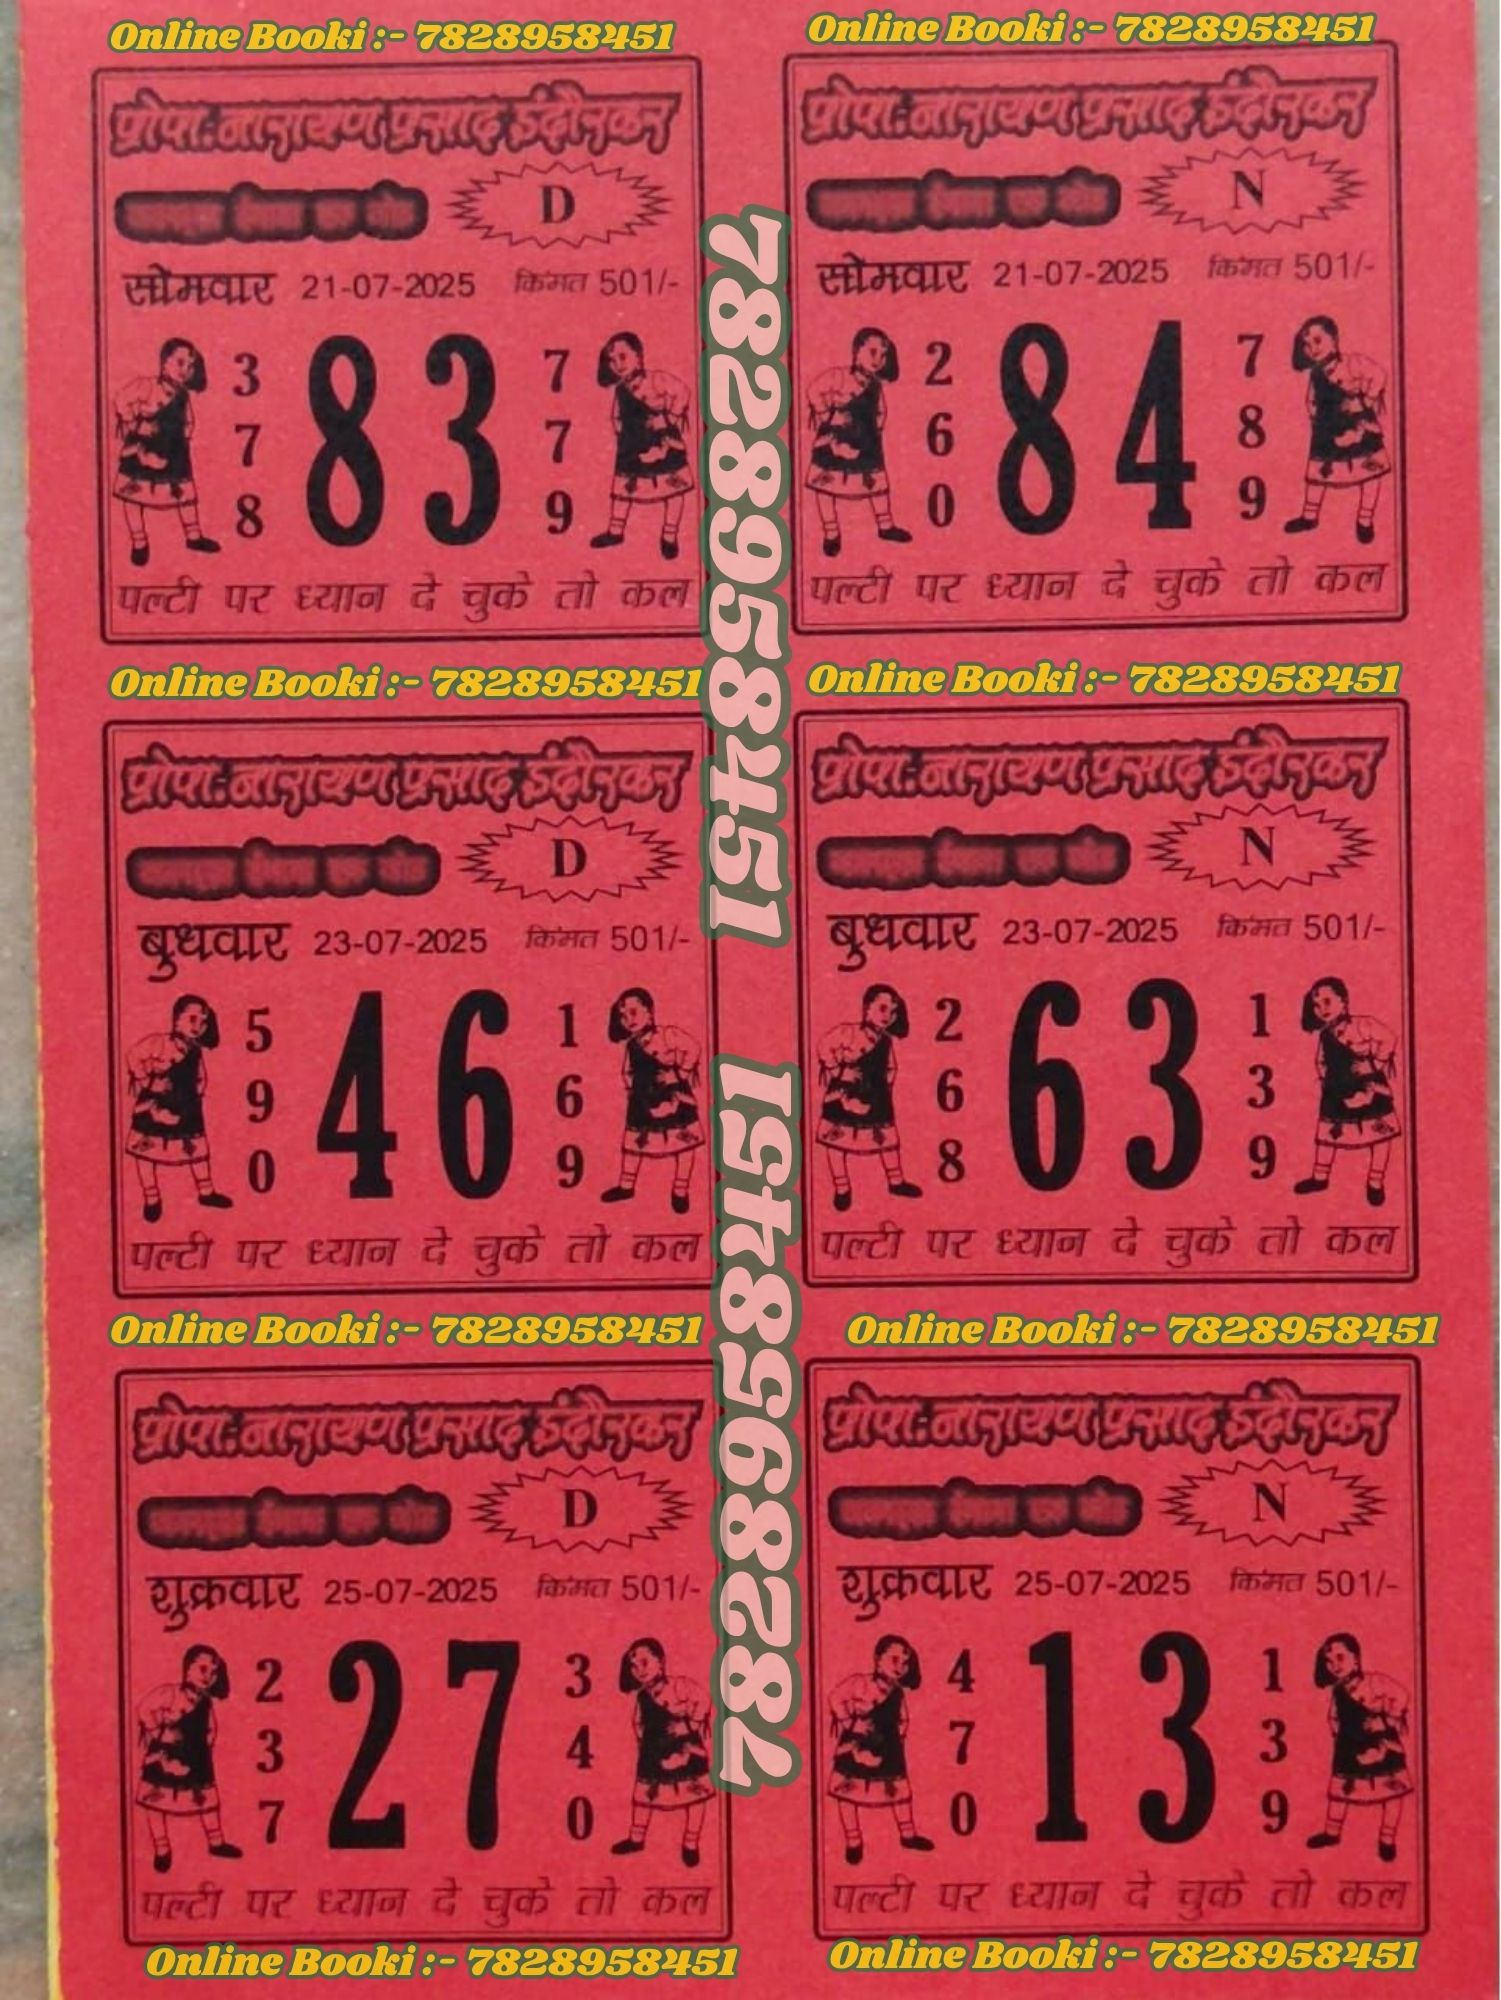 Online Booki :- 7828958451
Online Booki :- 7828958451
प्रोपा. नारायण प्रसाद इंदौरकर
D
सोमवार 21-07-2025 किंमत 501/-
3 7 8
83
7 7 9
पल्टी पर ध्यान दे चुके तो कल
प्रोपा. नारायण प्रसाद इंदौरकर
N
सोमवार 21-07-2025 किंमत 501/-
2 6 0
84
7 8 9
पल्टी पर ध्यान दे चुके तो कल
7828958451
Online Booki :- 7828958451
Online Booki :- 7828958451
प्रोपा. नारायण प्रसाद इंदौरकर
D
बुधवार 23-07-2025 किंमत 501/-
5 9 0
46
1 6 9
पल्टी पर ध्यान दे चुके तो कल
प्रोपा. नारायण प्रसाद इंदौरकर
N
बुधवार 23-07-2025 किंमत 501/-
2 6 8
63
1 3 9
पल्टी पर ध्यान दे चुके तो कल
7828958451
Online Booki :- 7828958451
Online Booki :- 7828958451
प्रोपा. नारायण प्रसाद इंदौरकर
D
शुक्रवार 25-07-2025 किंमत 501/-
2 3 7
27
3 4 0
पल्टी पर ध्यान दे चुके तो कल
प्रोपा. नारायण प्रसाद इंदौरकर
N
शुक्रवार 25-07-2025 किंमत 501/-
4 7 0
13
1 3 9
पल्टी पर ध्यान दे चुके तो कल
Online Booki :- 7828958451
Online Booki :- 7828958451